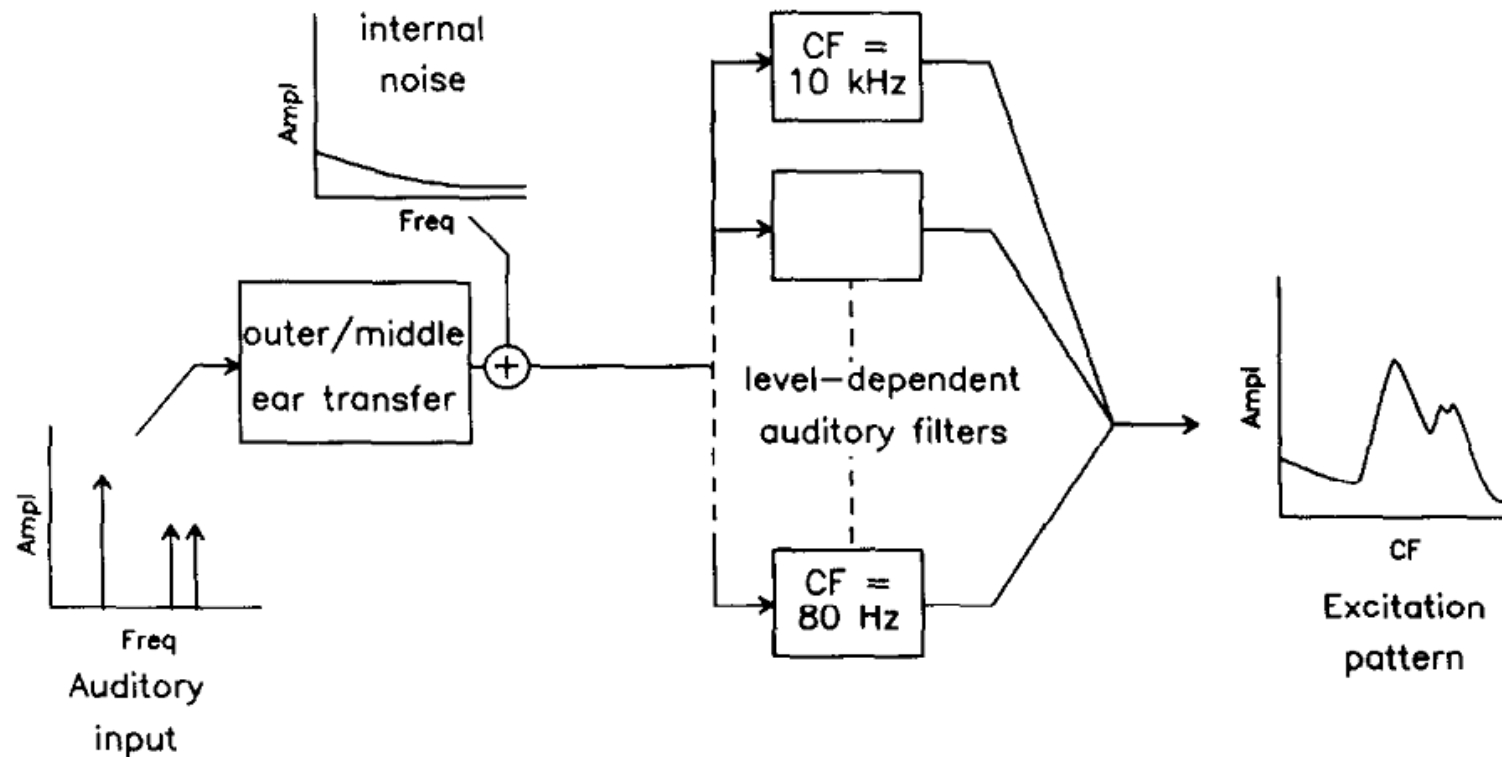 internal
noise
Ampl
Freq
outer/middle
ear transfer
+
Ampl
Freq
Auditory
input
CF =
10 kHz
level-dependent
auditory filters
CF =
80 Hz
Ampl
CF
Excitation
pattern